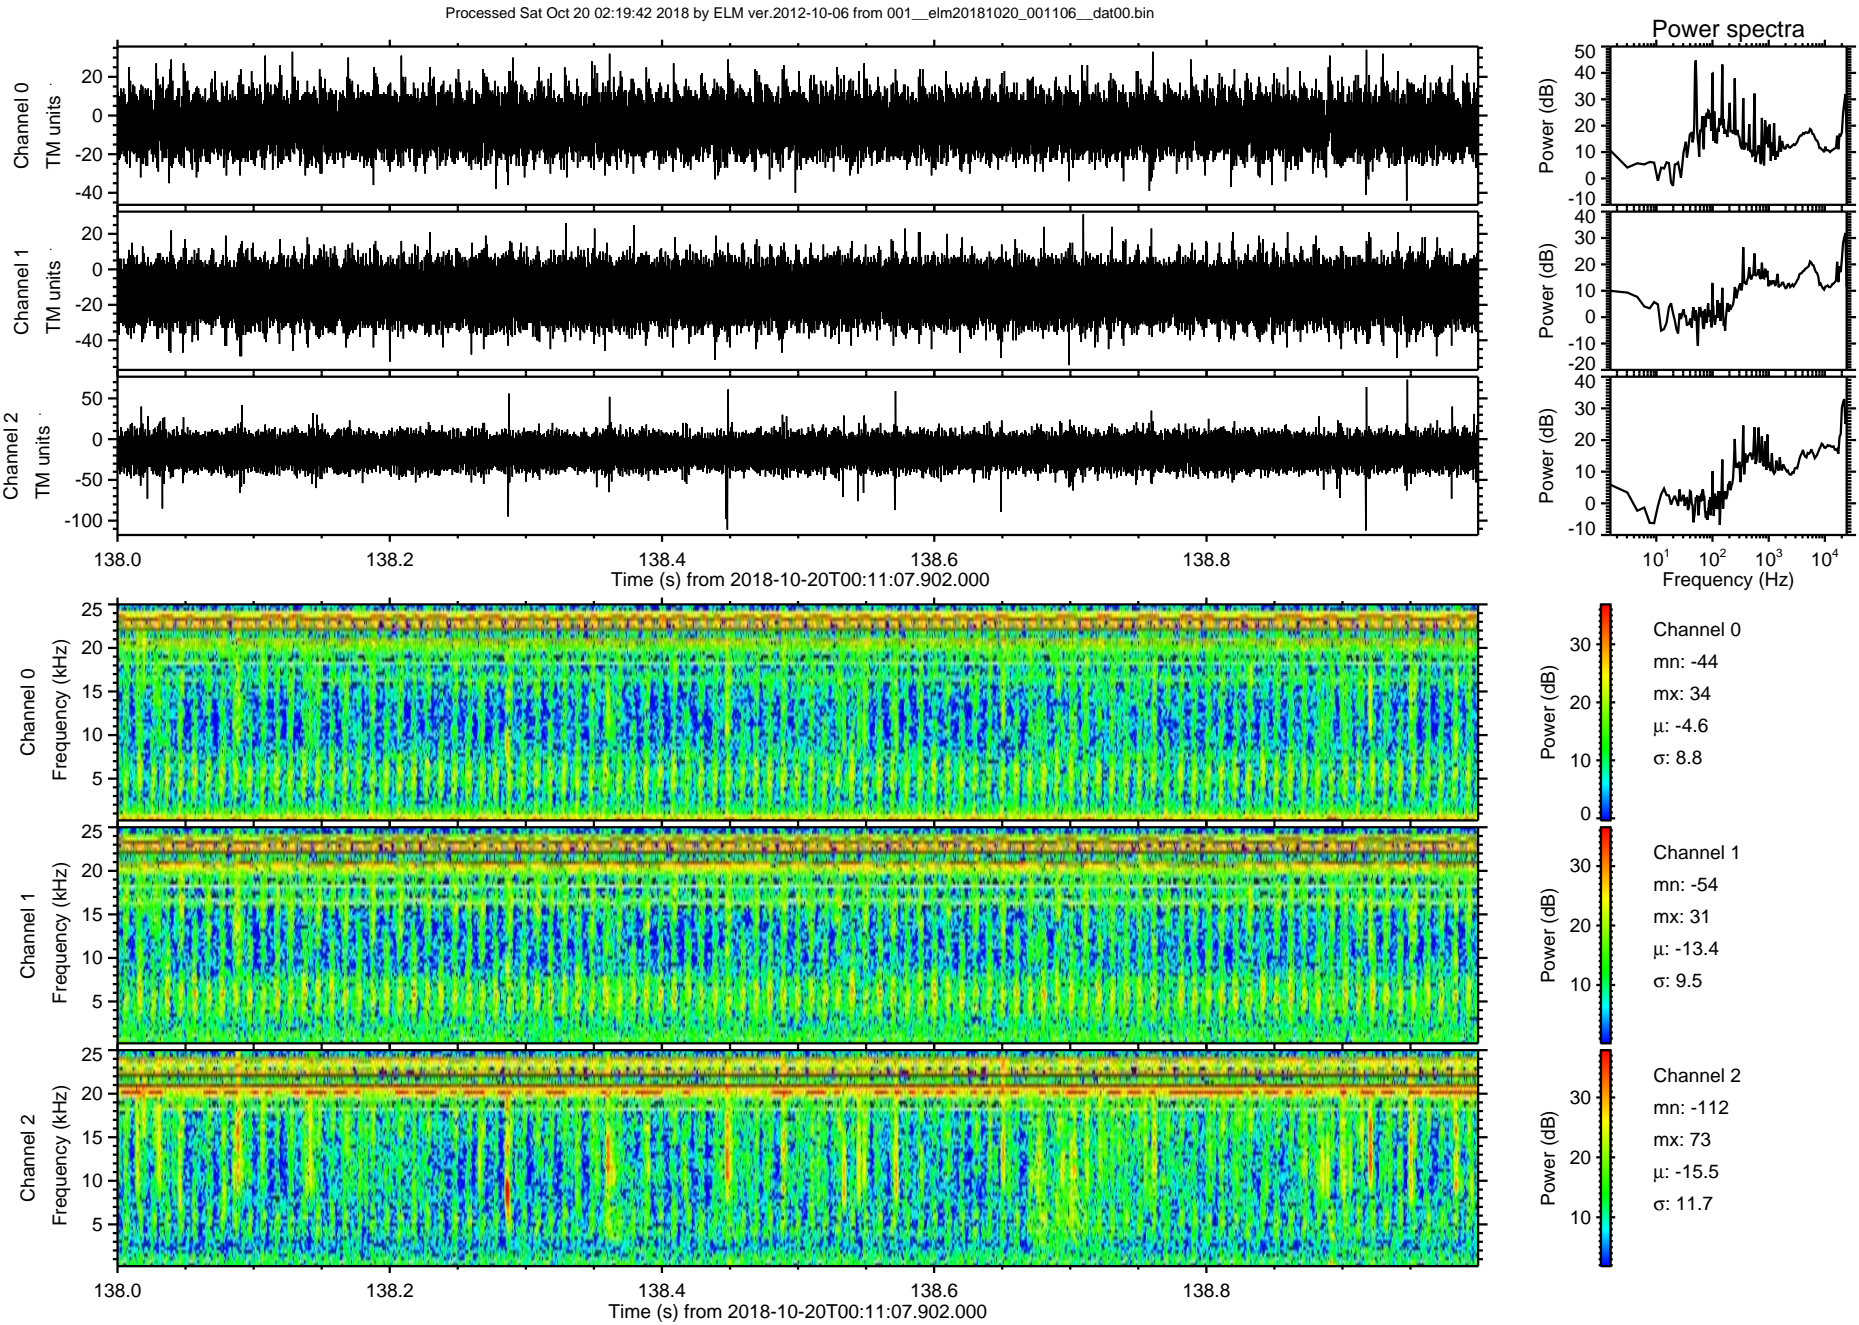 Processed Sat Oct 20 02:19:42 2018 by ELM ver.2012-10-06 from 001__elm20181020_001106__dat00.bin
Power spectra
Channel 0
TM units
20
0
-20
-40
Power (dB)
50
40
30
20
10
0
-10
Channel 1
TM units
20
0
-20
-40
Power (dB)
40
30
20
10
0
-10
-20
Channel 2
TM units
50
0
-50
-100
Power (dB)
40
30
20
10
0
-10
138.0 138.2 138.4 138.6 138.8
Time (s) from 2018-10-20T00:11:07.902.000
10^1 10^2 10^3 10^4
Frequency (Hz)
Channel 0
Frequency (kHz)
25
20
15
10
5
Power (dB)
30
20
10
0
Channel 0
mn: -44
mx: 34
μ: -4.6
σ: 8.8
Channel 1
Frequency (kHz)
25
20
15
10
5
Power (dB)
30
20
10
Channel 1
mn: -54
mx: 31
μ: -13.4
σ: 9.5
Channel 2
Frequency (kHz)
25
20
15
10
5
Power (dB)
30
20
10
Channel 2
mn: -112
mx: 73
μ: -15.5
σ: 11.7
138.0 138.2 138.4 138.6 138.8
Time (s) from 2018-10-20T00:11:07.902.000